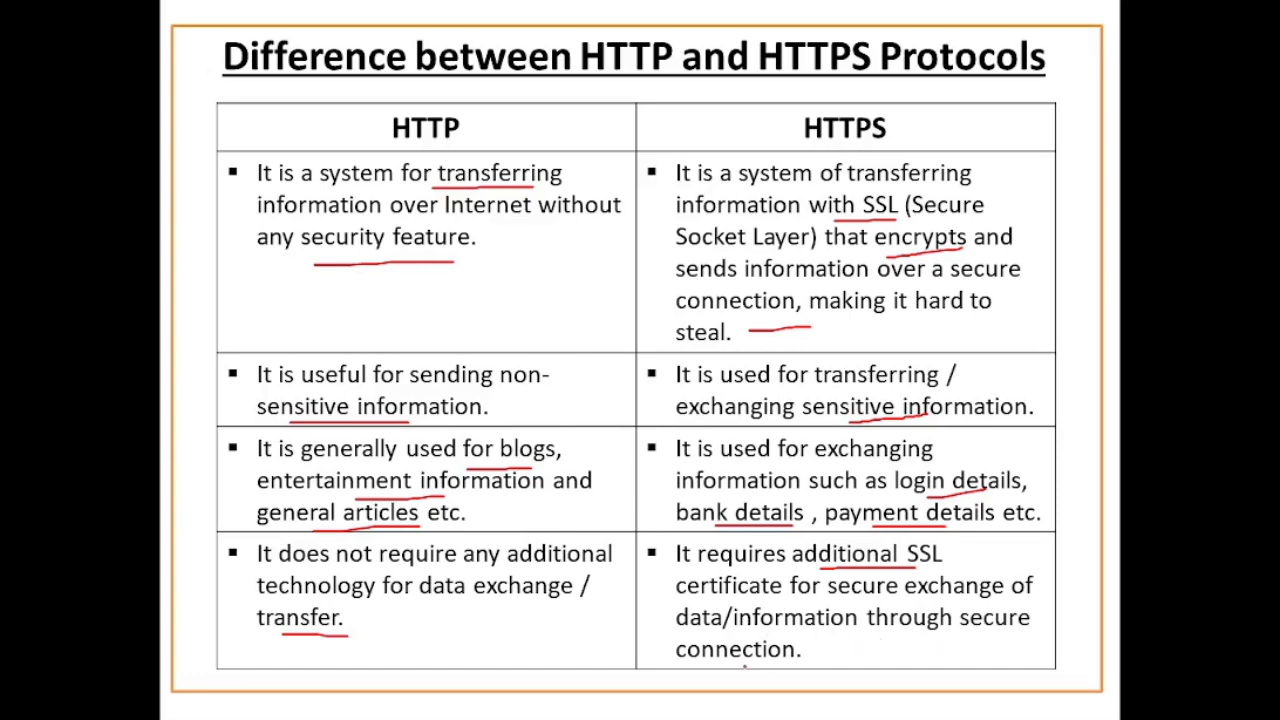 Difference between HTTP and HTTPS Protocols
HTTP
HTTPS
▪ It is a system for transferring
information over Internet without
any security feature.
▪ It is a system of transferring
information with SSL (Secure
Socket Layer) that encrypts and
sends information over a secure
connection, making it hard to
steal.
▪ It is useful for sending non-
sensitive information.
▪ It is used for transferring /
exchanging sensitive information.
▪ It is generally used for blogs,
entertainment information and
general articles etc.
▪ It is used for exchanging
information such as login details,
bank details , payment details etc.
▪ It does not require any additional
technology for data exchange /
transfer.
▪ It requires additional SSL
certificate for secure exchange of
data/information through secure
connection.